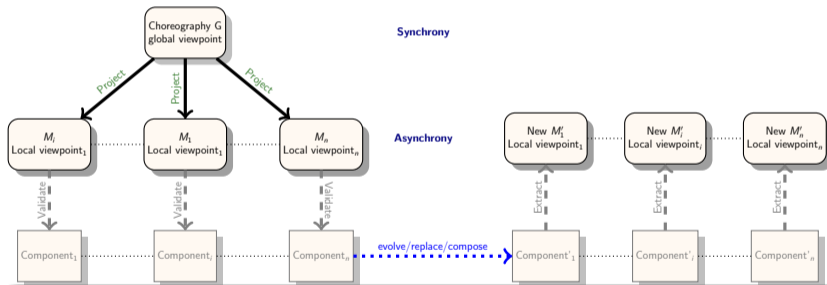 Choreography G
global viewpoint
Synchrony
Project
Project
Project
Mᵢ
Local viewpoint₁
M₁
Local viewpoint₁
Mₙ
Local viewpointₙ
Asynchrony
New M′₁
Local viewpoint₁
New M′ᵢ
Local viewpointᵢ
New M′ₙ
Local viewpointₙ
Validate
Validate
Validate
Extract
Extract
Extract
Component₁
Componentᵢ
Componentₙ
evolve/replace/compose
Component'₁
Component'ᵢ
Component'ₙ